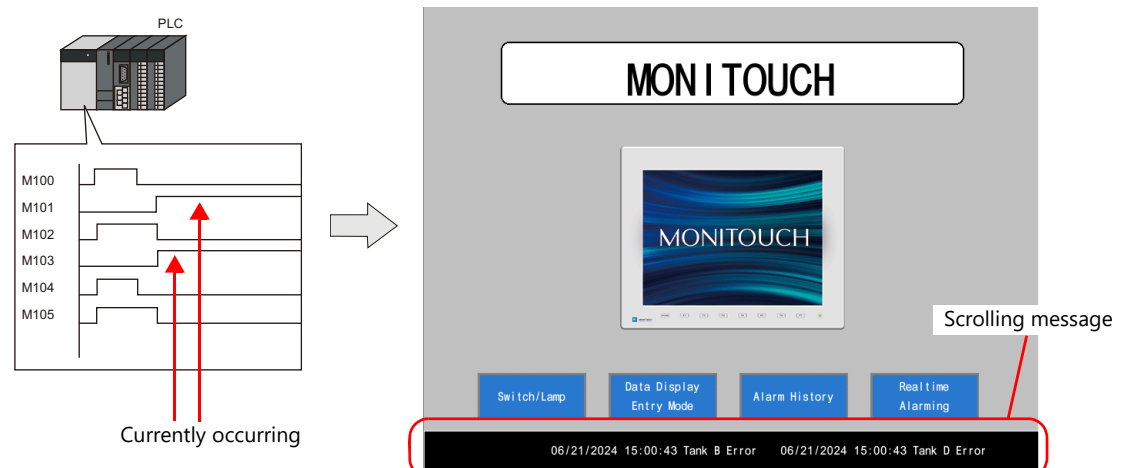 PLC
M100
M101
M102
M103
M104
M105
Currently occurring
MONITOUCH
MONITOUCH
Scrolling message
Switch/Lamp
Data Display
Entry Mode
Alarm History
Realtime
Alarming
06/21/2024 15:00:43 Tank B Error 06/21/2024 15:00:43 Tank D Error